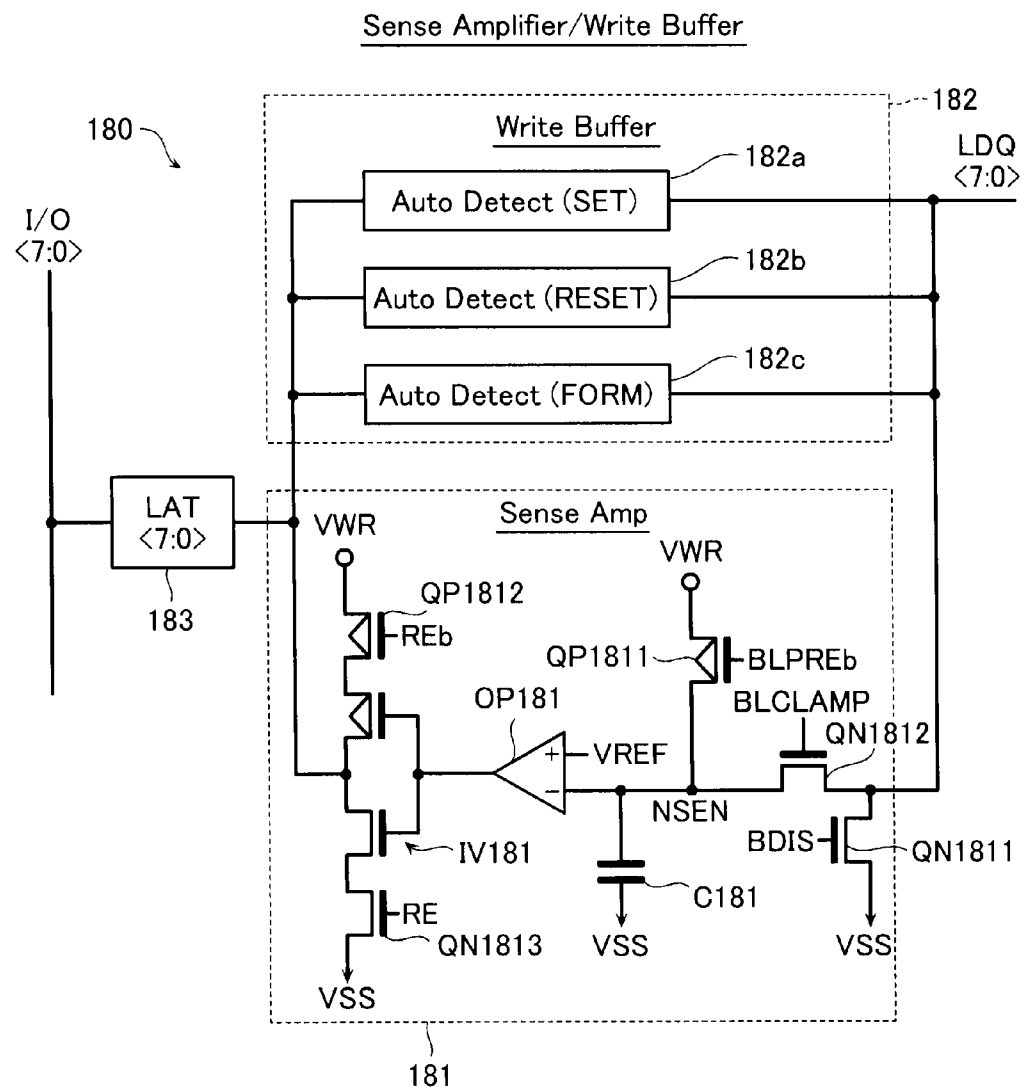 Sense Amplifier/Write Buffer
180
182
Write Buffer
LDQ
<7:0>
182a
Auto Detect (SET)
I/O
<7:0>
182b
Auto Detect (RESET)
182c
Auto Detect (FORM)
LAT
<7:0>
183
Sense Amp
VWR
VWR
QP1812
REb
QP1811
BLPREb
BLCLAMP
OP181
QN1812
+
VREF
-
NSEN
BDIS
QN1811
IV181
C181
RE
QN1813
VSS
VSS
VSS
181